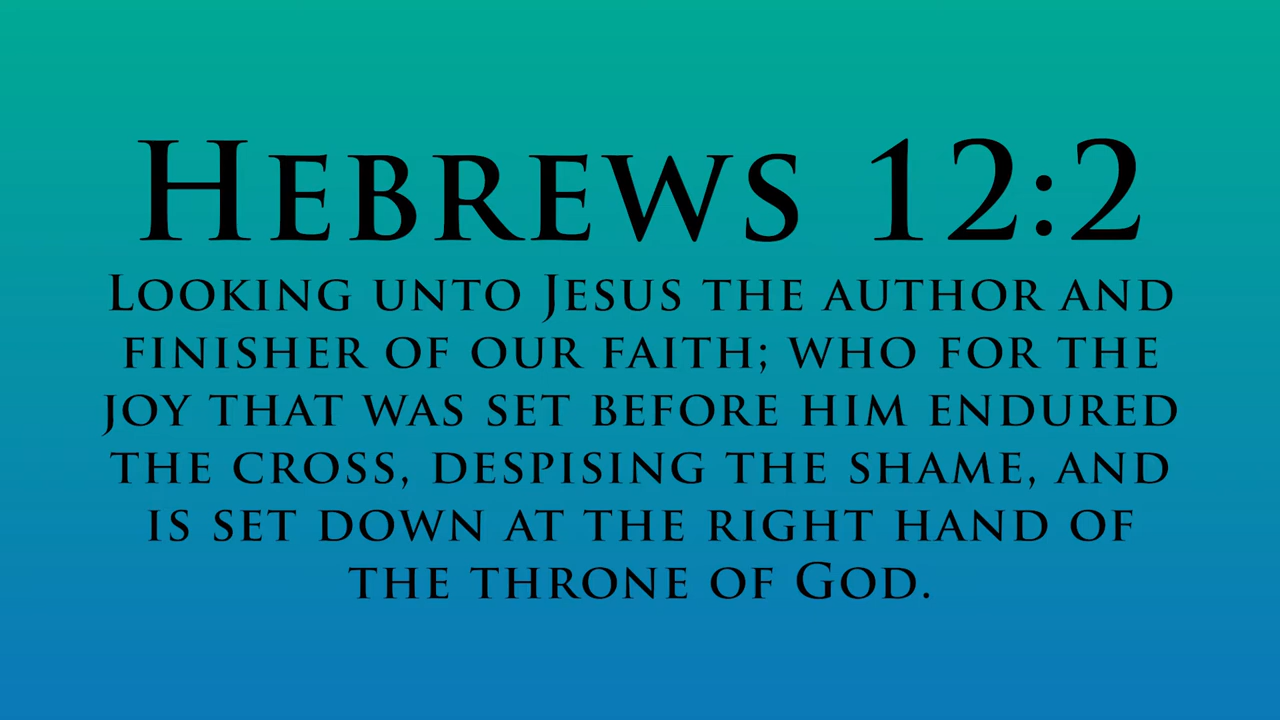 Hebrews 12:2
Looking unto Jesus the author and
finisher of our faith; who for the
joy that was set before him endured
the cross, despising the shame, and
is set down at the right hand of
the throne of God.